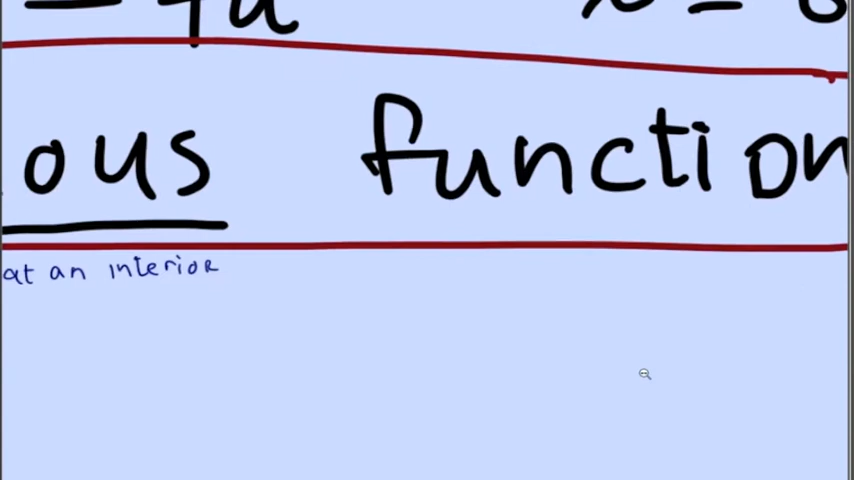 ous function
at an interior